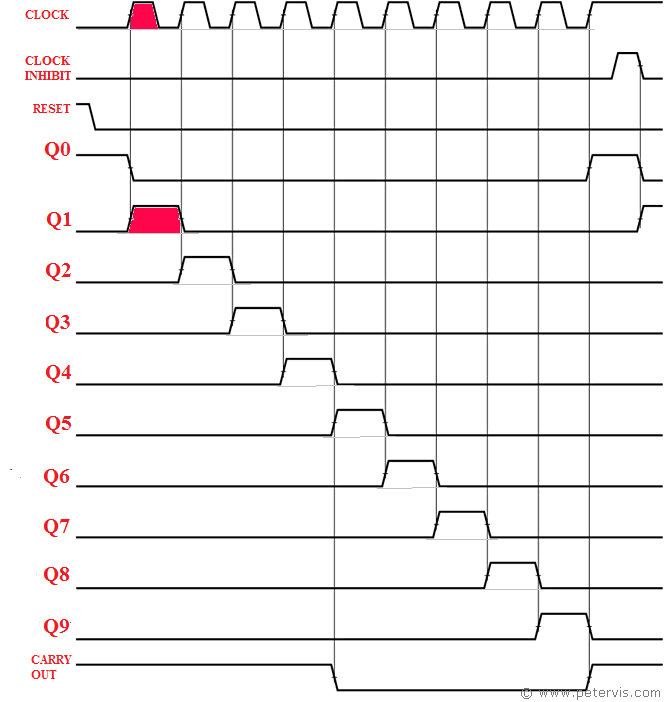 CLOCK
CLOCK
INHIBIT
RESET
Q0
Q1
Q2
Q3
Q4
Q5
Q6
Q7
Q8
Q9
CARRY
OUT
© www.petervis.com